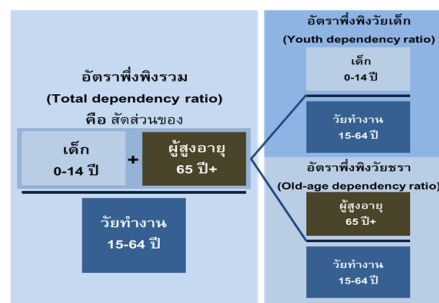 อัตราพึ่งพิงรวม
(Total dependency ratio)
คือ สัดส่วนของ
เด็ก
0-14 ปี
+
ผู้สูงอายุ
65 ปี+
วัยทำงาน
15-64 ปี
อัตราพึ่งพิงวัยเด็ก
(Youth dependency ratio)
เด็ก
0-14 ปี
วัยทำงาน
15-64 ปี
อัตราพึ่งพิงวัยชรา
(Old-age dependency ratio)
ผู้สูงอายุ
65 ปี+
วัยทำงาน
15-64 ปี